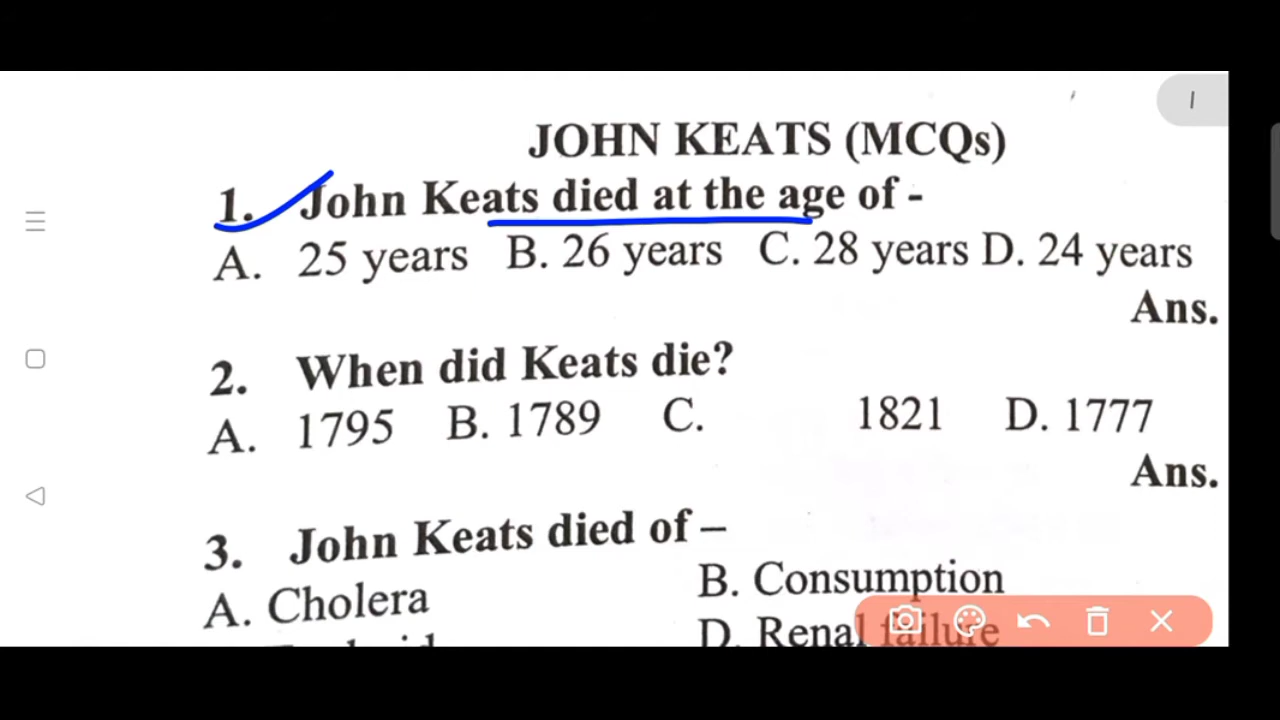 JOHN KEATS (MCQs)
1. John Keats died at the age of -
A. 25 years B. 26 years C. 28 years D. 24 years
Ans.
2. When did Keats die?
A. 1795 B. 1789 C. 1821 D. 1777
Ans.
3. John Keats died of –
A. Cholera B. Consumption
D. Renal failure